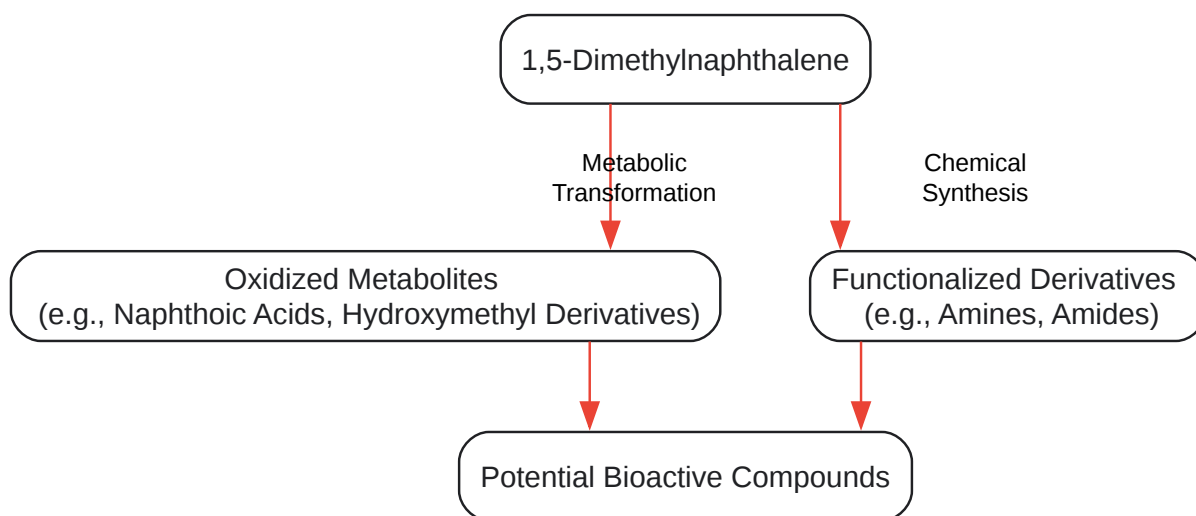 1,5-Dimethylnaphthalene
Metabolic
Transformation
Chemical
Synthesis
Oxidized Metabolites
(e.g., Naphthoic Acids, Hydroxymethyl Derivatives)
Functionalized Derivatives
(e.g., Amines, Amides)
Potential Bioactive Compounds